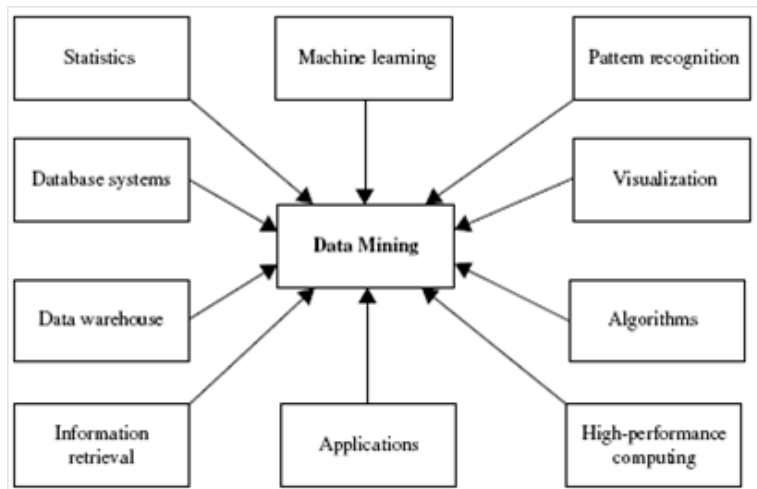 Statistics
Machine learning
Pattern recognition
Database systems
Visualization
Data Mining
Data warehouse
Algorithms
Information
retrieval
Applications
High-performance
computing